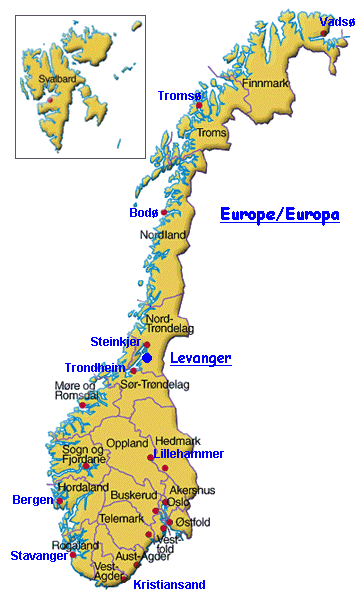 Vadsø
Svalbard
Finnmark
Tromsø
Troms
Bodø
Europe/Europa
Nordland
Nord-
Trøndelag
Steinkjer
Levanger
Trondheim
Sør-Trøndelag
Møre og
Romsdal
Oppland
Hedmark
Sogn og
Fjordane
Lillehammer
Hordaland
Akershus
Buskerud
Oslo
Bergen
Telemark
Østfold
Vest-
fold
Rogaland
Stavanger
Aust-Agder
Vest-
Agder
Kristiansand